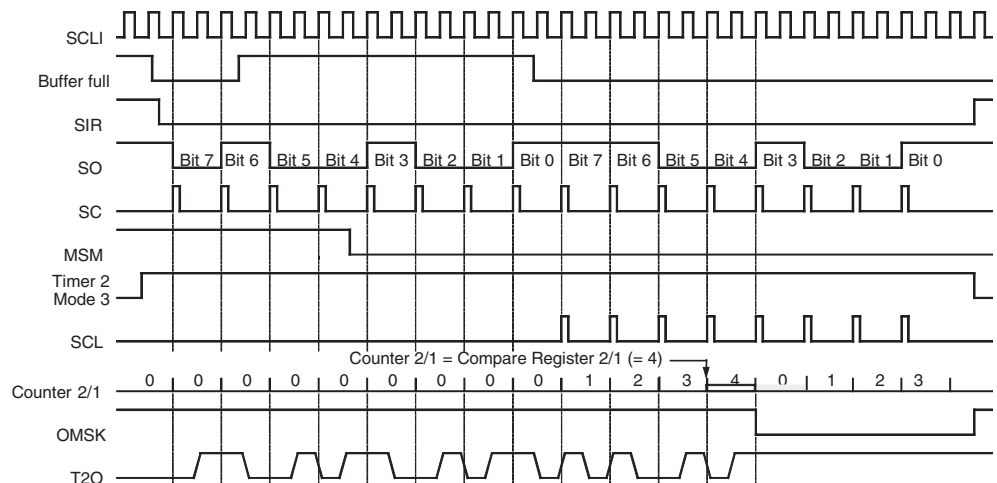 SCLI
Buffer full
SIR
SO
Bit 7 Bit 6 Bit 5 Bit 4 Bit 3 Bit 2 Bit 1 Bit 0 Bit 7 Bit 6 Bit 5 Bit 4 Bit 3 Bit 2 Bit 1 Bit 0
SC
MSM
Timer 2
Mode 3
SCL
Counter 2/1 = Compare Register 2/1 (= 4)
Counter 2/1
0 0 0 0 0 0 0 0 0 1 2 3 4 0 1 2 3
OMSK
T2O